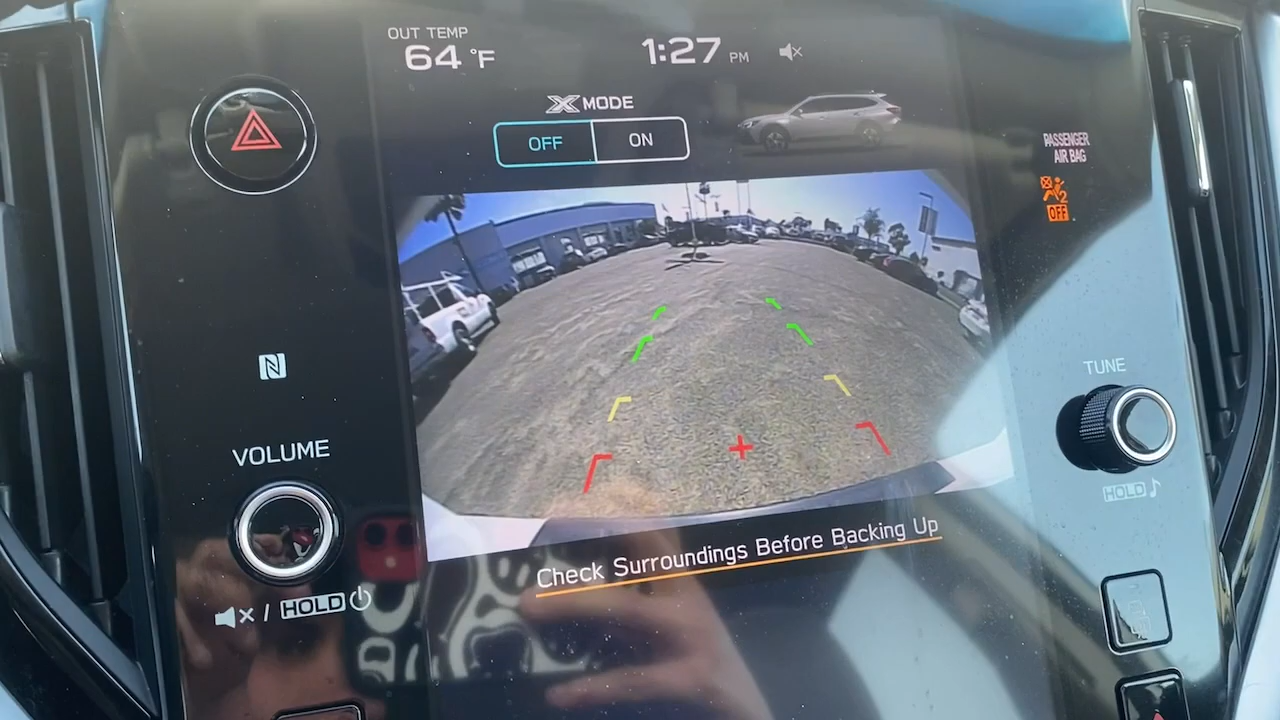 OUT TEMP
64 °F
1:27 PM
X MODE
OFF ON
PASSENGER
AIR BAG
2
OFF
N
VOLUME
/ HOLD
TUNE
HOLD
Check Surroundings Before Backing Up